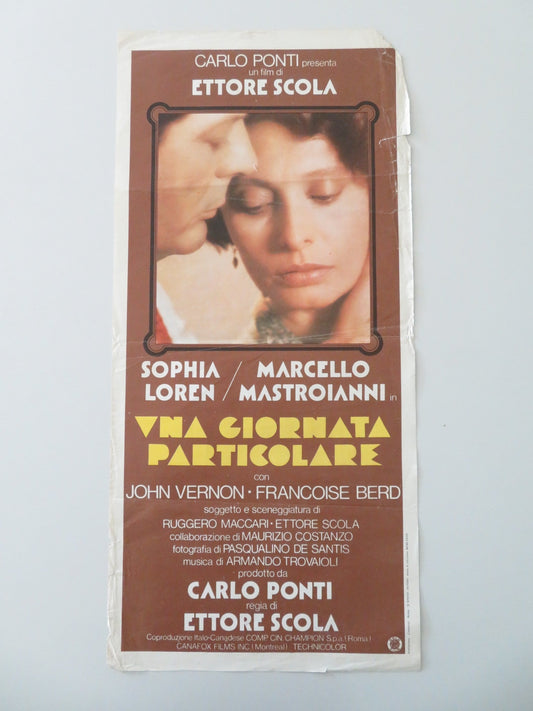 CARLO PONTI presenta
un film di
ETTORE SCOLA
SOPHIA / MARCELLO
LOREN / MASTROIANNI in
VNA GIORNATA
PARTICOLARE
con
JOHN VERNON • FRANCOISE BERD
soggetto e sceneggiatura di
RUGGERO MACCARI • ETTORE SCOLA
collaborazione di MAURIZIO COSTANZO
fotografia di PASQUALINO DE SANTIS
musica di ARMANDO TROVAIOLI
prodotto da
CARLO PONTI
regia di
ETTORE SCOLA
Coproduzione Italo-Canadese COMP. CIN. CHAMPION S.p.a. (Roma)
CANAFOX FILMS INC. (Montreal) TECHNICOLOR